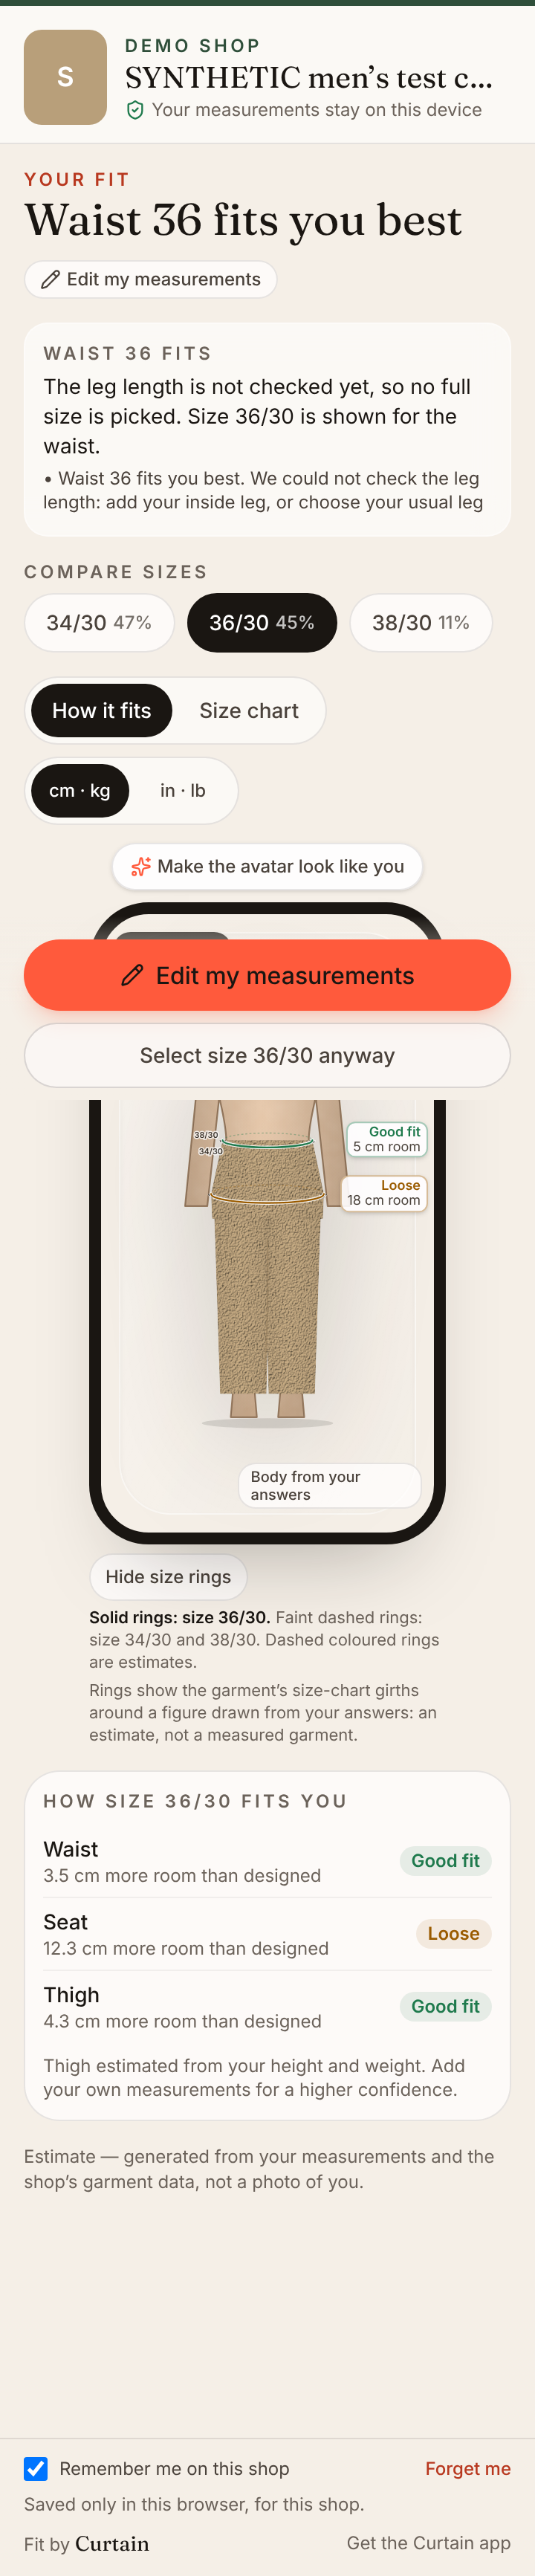 S
DEMO SHOP
SYNTHETIC men's test c...
Your measurements stay on this device
YOUR FIT
Waist 36 fits you best
Edit my measurements
WAIST 36 FITS
The leg length is not checked yet, so no full
size is picked. Size 36/30 is shown for the
waist.
• Waist 36 fits you best. We could not check the leg
length: add your inside leg, or choose your usual leg
COMPARE SIZES
34/30 47% 36/30 45% 38/30 11%
How it fits Size chart
cm · kg in · lb
Make the avatar look like you
Edit my measurements
Select size 36/30 anyway
38/30
34/30
Good fit
5 cm room
Loose
18 cm room
Body from your
answers
Hide size rings
Solid rings: size 36/30. Faint dashed rings:
size 34/30 and 38/30. Dashed coloured rings
are estimates.
Rings show the garment's size-chart girths
around a figure drawn from your answers: an
estimate, not a measured garment.
HOW SIZE 36/30 FITS YOU
Waist
3.5 cm more room than designed
Good fit
Seat
12.3 cm more room than designed
Loose
Thigh
4.3 cm more room than designed
Good fit
Thigh estimated from your height and weight. Add
your own measurements for a higher confidence.
Estimate — generated from your measurements and the
shop's garment data, not a photo of you.
Remember me on this shop Forget me
Saved only in this browser, for this shop.
Fit by Curtain Get the Curtain app